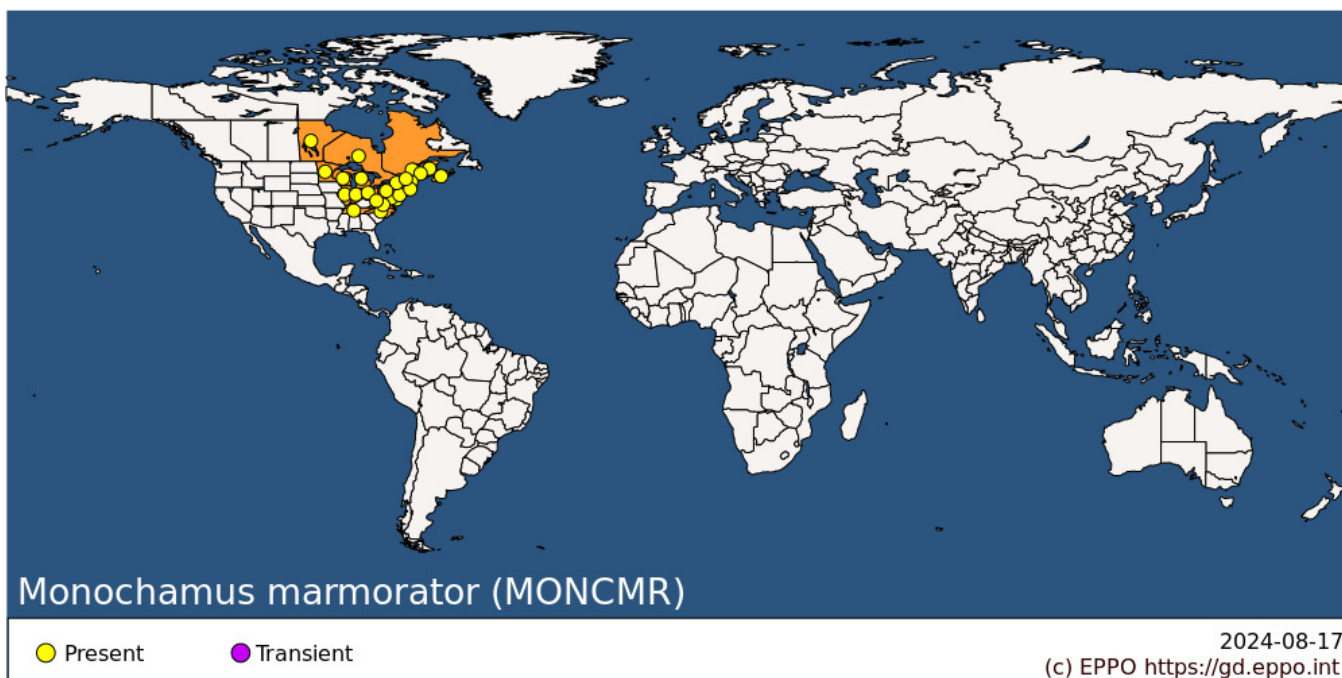 Monochamus marmorator (MONCMR)
Present
Transient
2024-08-17
(c) EPPO https://gd.eppo.int